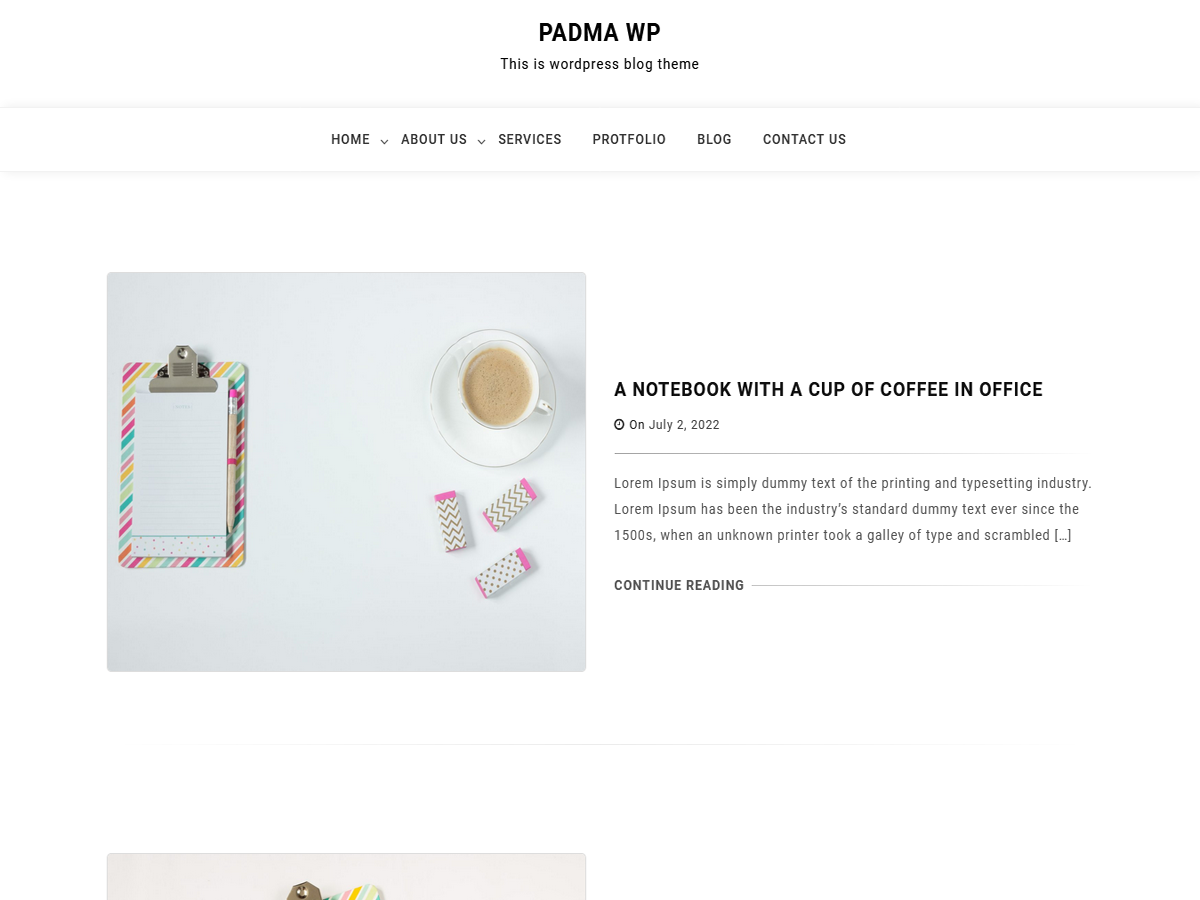 PADMA WP
This is wordpress blog theme
HOME ABOUT US SERVICES PROTFOLIO BLOG CONTACT US
A NOTEBOOK WITH A CUP OF COFFEE IN OFFICE
On July 2, 2022
Lorem Ipsum is simply dummy text of the printing and typesetting industry.
Lorem Ipsum has been the industry’s standard dummy text ever since the
1500s, when an unknown printer took a galley of type and scrambled […]
CONTINUE READING